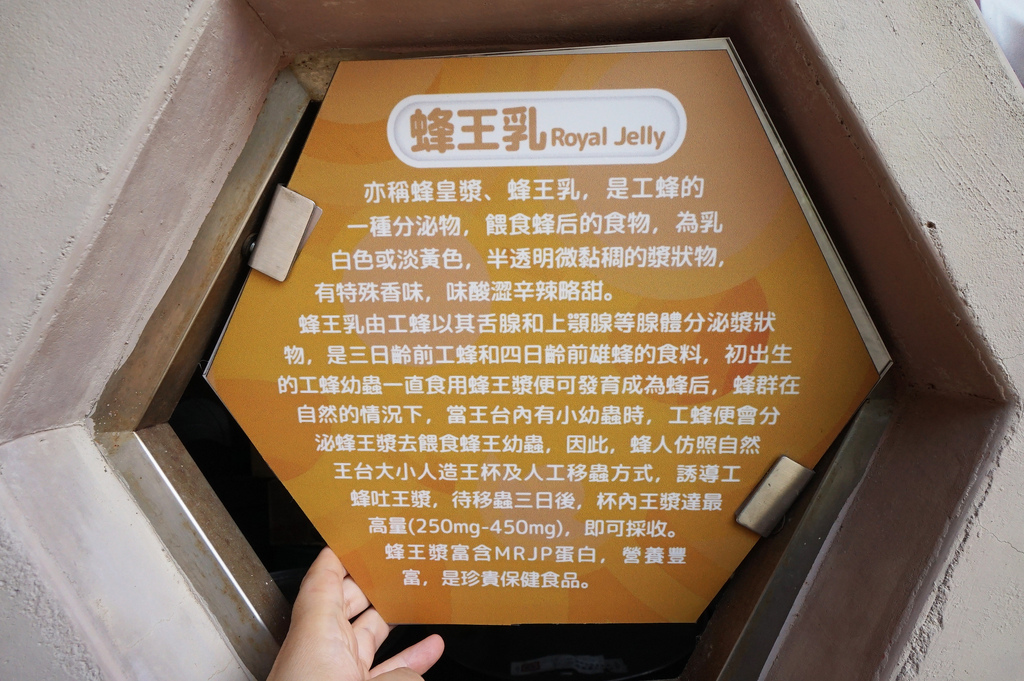 蜂王乳 Royal Jelly
亦稱蜂皇漿、蜂王乳，是工蜂的
一種分泌物，餵食蜂后的食物，為乳
白色或淡黃色，半透明微黏稠的漿狀物，
有特殊香味，味酸澀辛辣略甜。
蜂王乳由工蜂以其舌腺和上顎腺等腺體分泌漿狀
物，是三日齡前工蜂和四日齡前雄蜂的食料，初出生
的工蜂幼蟲一直食用蜂王漿便可發育成為蜂后，蜂群在
自然的情況下，當王台內有小幼蟲時，工蜂便會分
泌蜂王漿去餵食蜂王幼蟲，因此，蜂人仿照自然
王台大小人造王杯及人工移蟲方式，誘導工
蜂吐王漿，待移蟲三日後，杯內王漿達最
高量(250mg-450mg)，即可採收。
蜂王漿富含MRJP蛋白，營養豐
富，是珍貴保健食品。